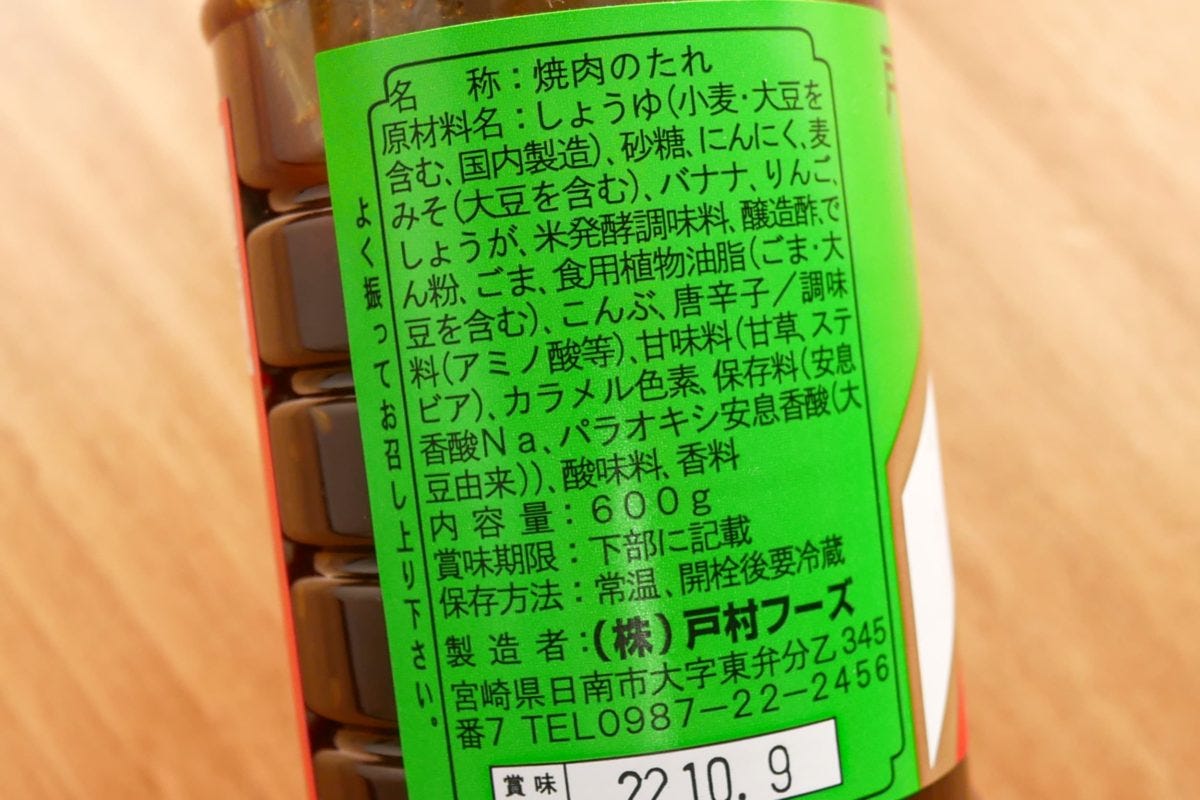 名　称：焼肉のたれ
原材料名：しょうゆ（小麦・大豆を
含む、国内製造）、砂糖、にんにく、麦
みそ（大豆を含む）、バナナ、りんご、
しょうが、米発酵調味料、醸造酢、で
ん粉、ごま、食用植物油脂（ごま・大
豆を含む）、こんぶ、唐辛子／調味
料（アミノ酸等）、甘味料（甘草、ステ
ビア）、カラメル色素、保存料（安息
香酸Ｎａ、パラオキシ安息香酸（大
豆由来））、酸味料、香料
内容量：６００ｇ
賞味期限：下部に記載
保存方法：常温、開栓後要冷蔵
製造者：（株）戸村フーズ
宮崎県日南市大字東弁分乙345
番7 TEL0987－22－2456
賞味 22.10.9
よく振ってお召し上り下さい。